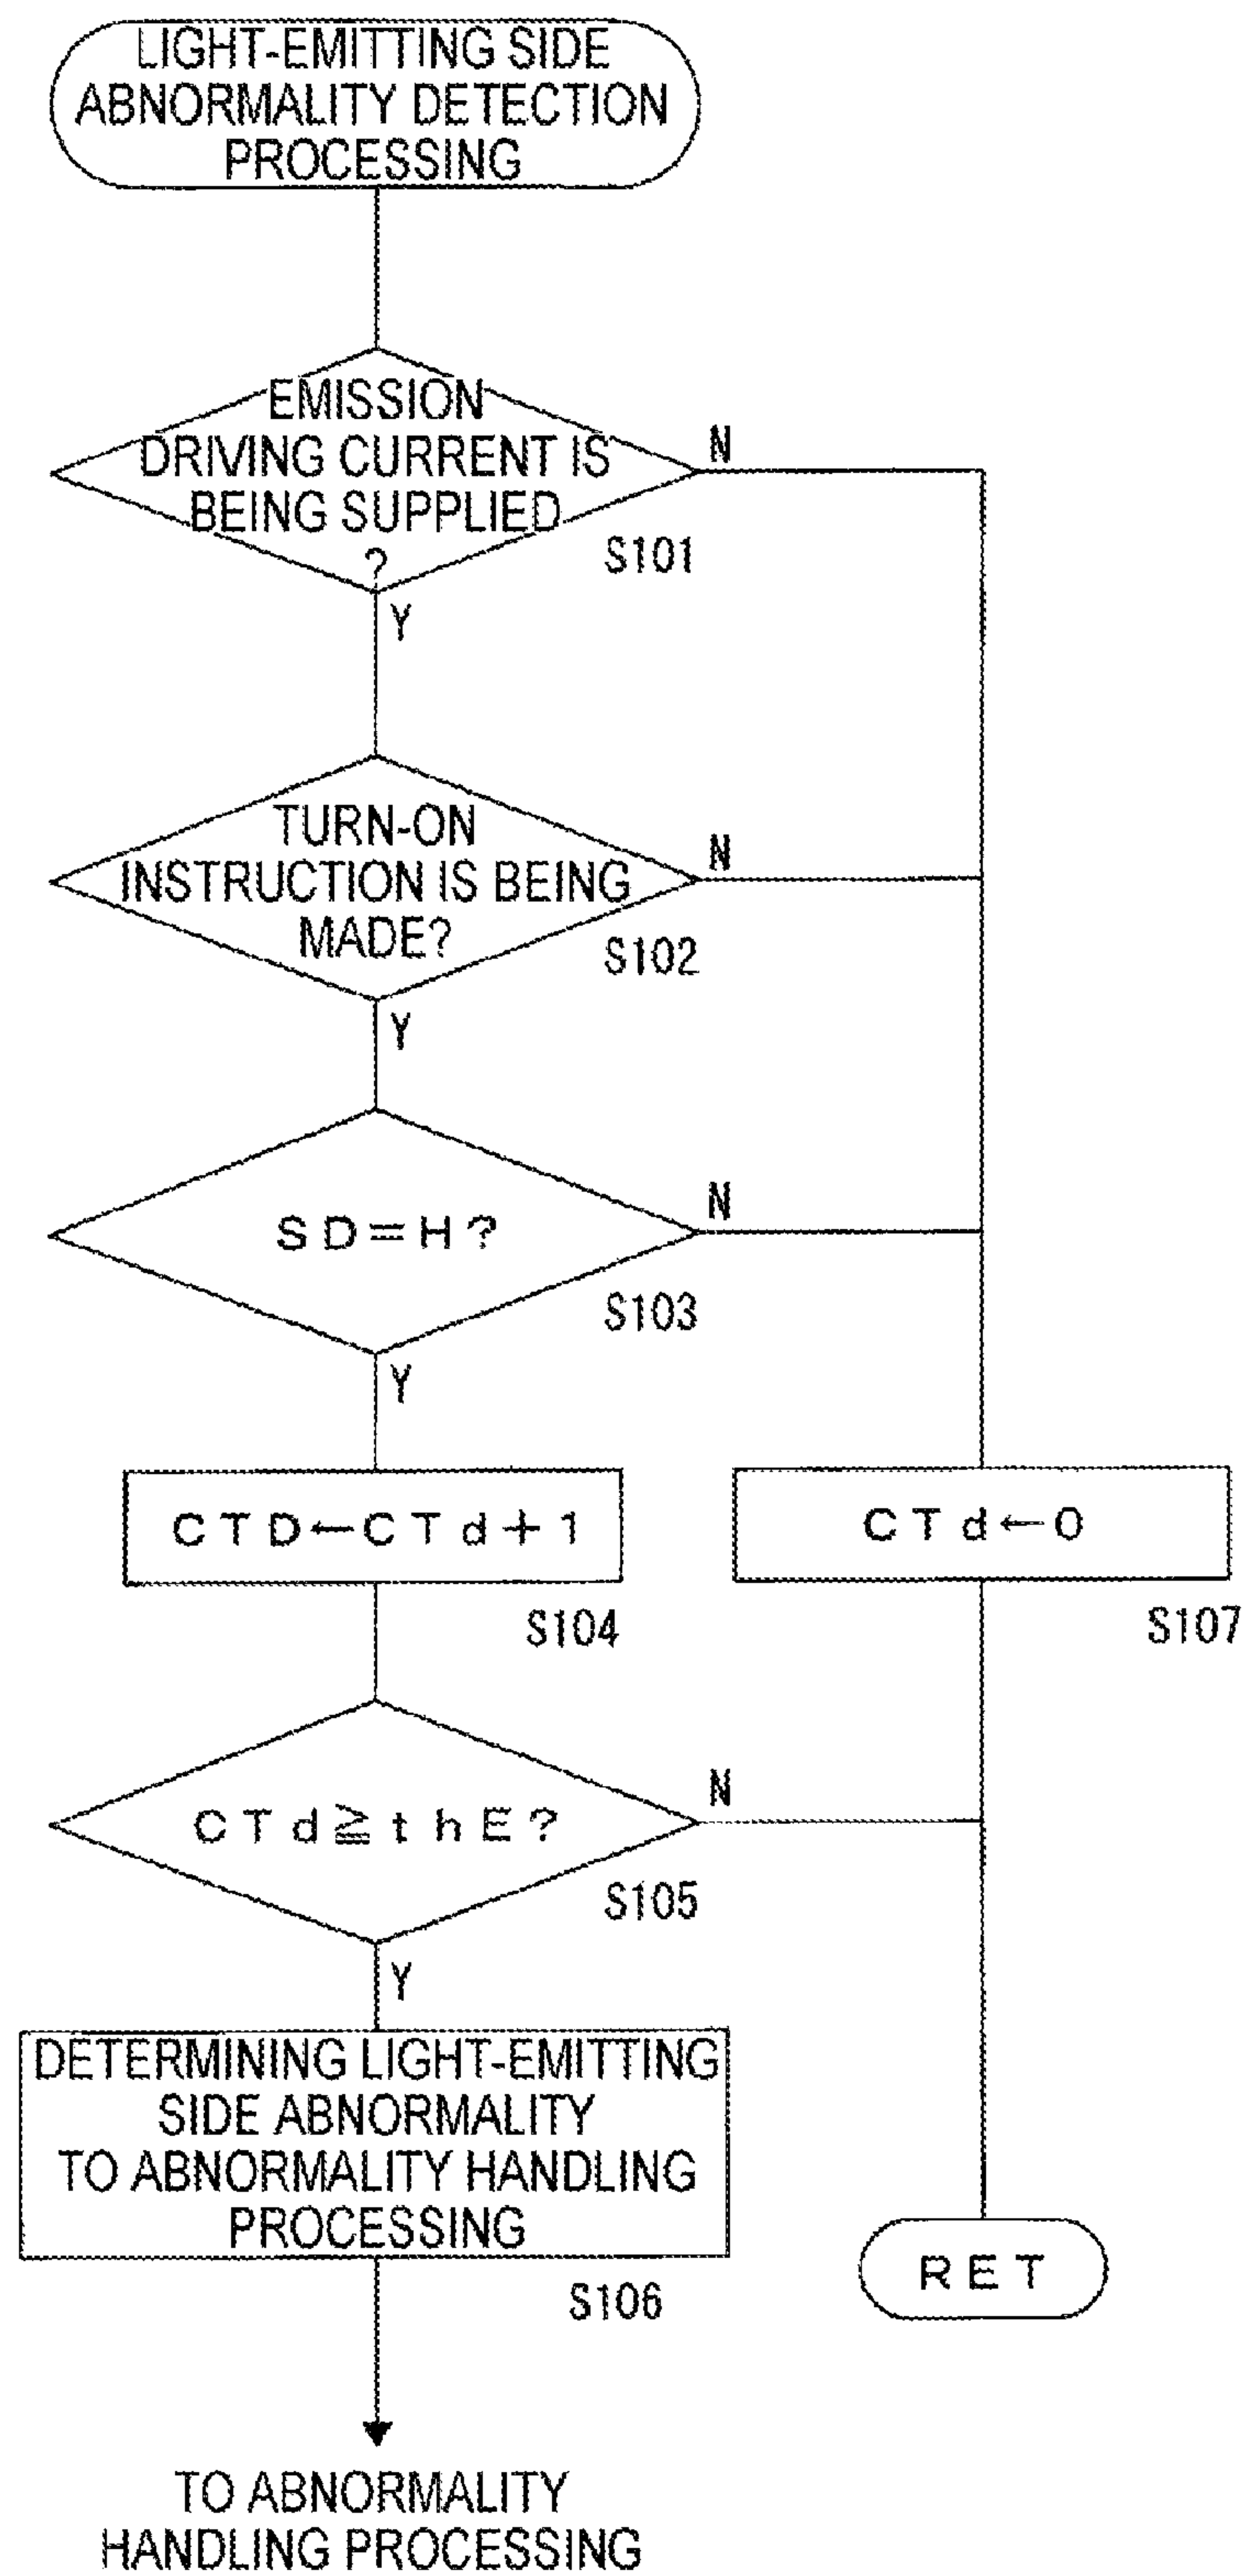 LIGHT-EMITTING SIDE
ABNORMALITY DETECTION
PROCESSING
EMISSION
DRIVING CURRENT IS
BEING SUPPLIED
?
N
S101
Y
TURN-ON
INSTRUCTION IS BEING
MADE?
N
S102
Y
SD=H?
N
S103
Y
CTD←CTd+1
S104
CTd←0
S107
CTd≧thE?
N
S105
Y
DETERMINING LIGHT-EMITTING
SIDE ABNORMALITY
TO ABNORMALITY HANDLING
PROCESSING
S106
RET
TO ABNORMALITY
HANDLING PROCESSING